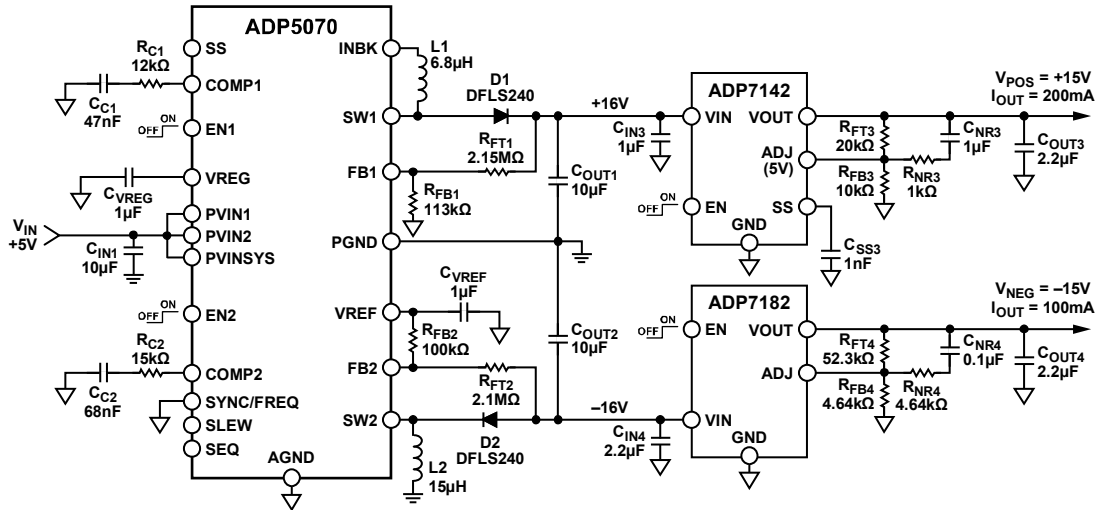 ADP5070
SS
COMP1
EN1
VREG
PVIN1
PVIN2
PVINSYS
EN2
COMP2
SYNC/FREQ
SLEW
SEQ
AGND
INBK
SW1
FB1
PGND
VREF
FB2
SW2
RC1
12kΩ
CC1
47nF
ON
OFF
CVREG
1µF
VIN
+5V
CIN1
10µF
ON
OFF
RC2
15kΩ
CC2
68nF
L1
6.8µH
D1
DFLS240
RFT1
2.15MΩ
RFB1
113kΩ
COUT1
10µF
CVREF
1µF
RFB2
100kΩ
RFT2
2.1MΩ
COUT2
10µF
D2
DFLS240
L2
15µH
+16V
CIN3
1µF
ON
OFF
ADP7142
VIN
EN
GND
VOUT
ADJ
(5V)
SS
RFT3
20kΩ
RFB3
10kΩ
RNR3
1kΩ
CNR3
1µF
COUT3
2.2µF
CSS3
1nF
VPOS = +15V
IOUT = 200mA
–16V
CIN4
2.2µF
ON
OFF
ADP7182
EN
VIN
GND
VOUT
ADJ
RFT4
52.3kΩ
RFB4
4.64kΩ
RNR4
4.64kΩ
CNR4
0.1µF
COUT4
2.2µF
VNEG = –15V
IOUT = 100mA